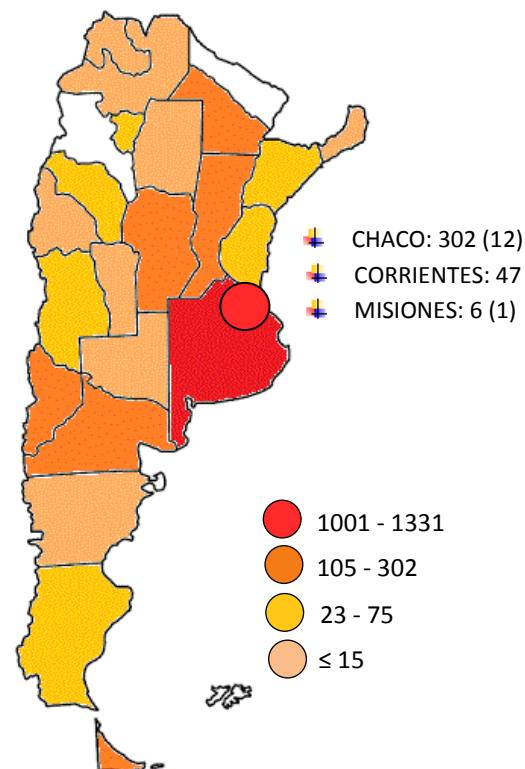 CHACO: 302 (12)
CORRIENTES: 47
MISIONES: 6 (1)
1001 - 1331
105 - 302
23 - 75
≤ 15